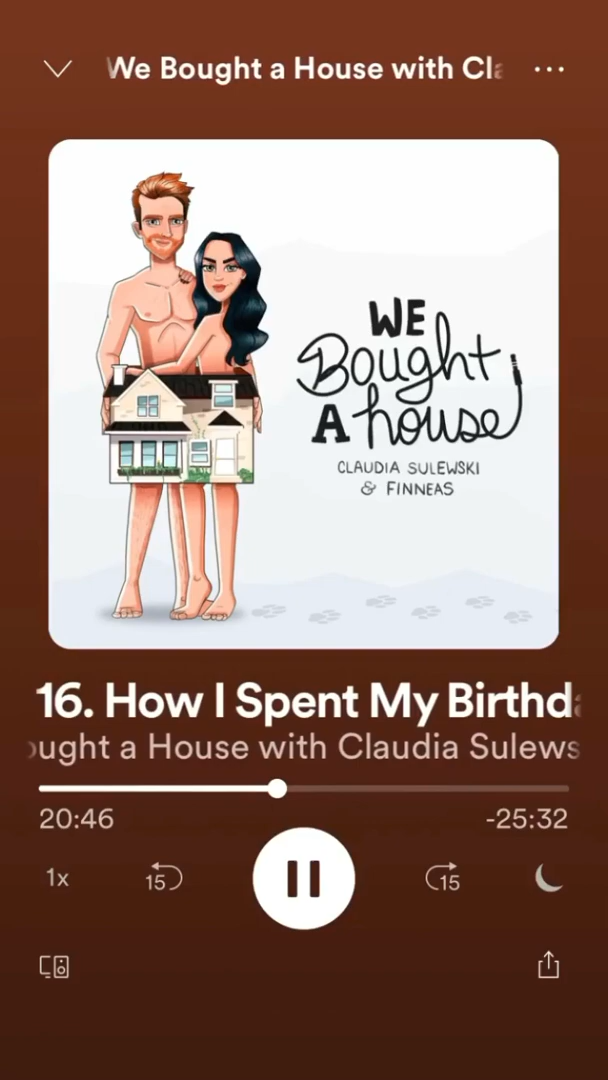 We Bought a House with Cla
WE
Bought
A house
CLAUDIA SULEWSKI
& FINNEAS
16. How I Spent My Birthda
ought a House with Claudia Sulews
20:46
-25:32
1x
15
15